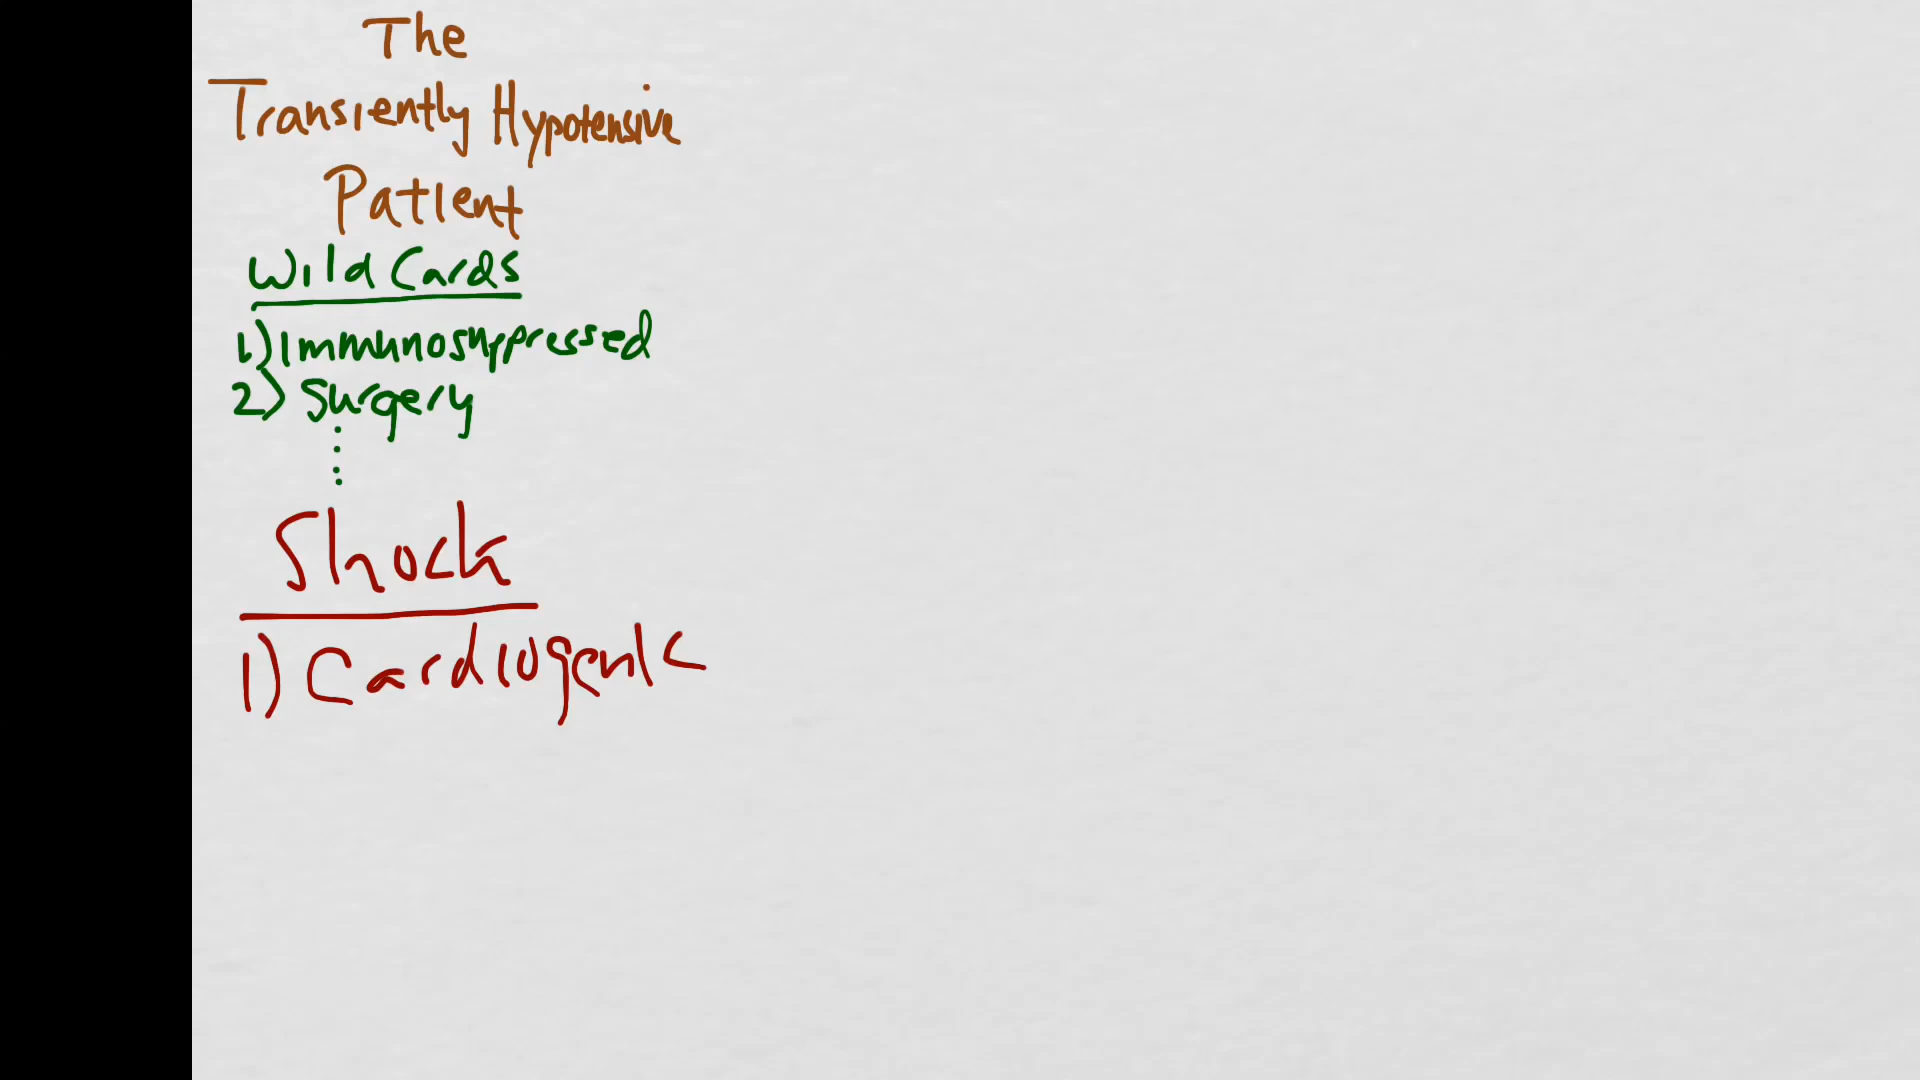 The
Transiently Hypotensive
Patient
Wild Cards
1.) Immunosuppressed
2) Surgery
Shock
1) Cardiogenic